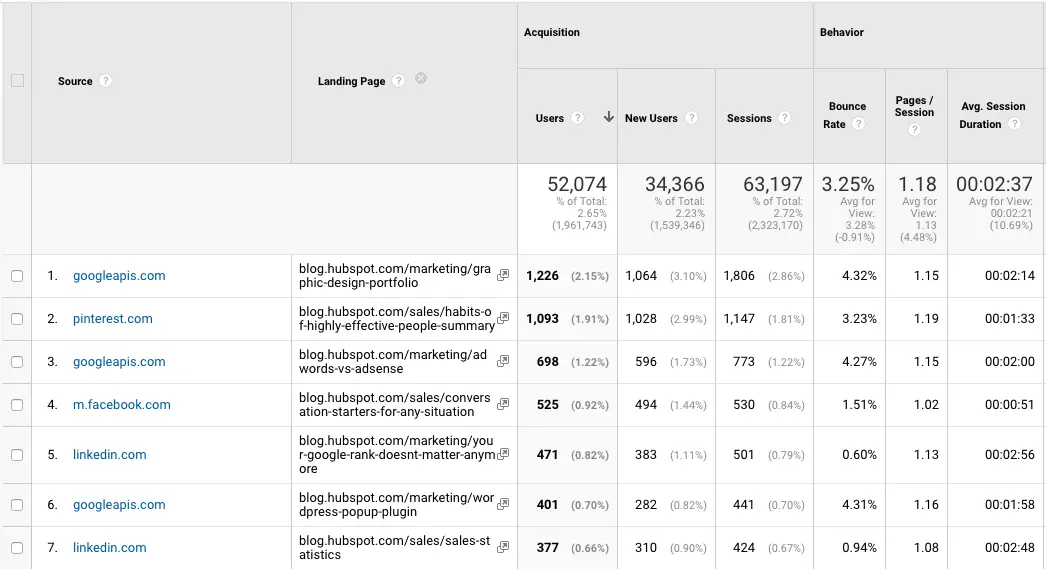 Acquisition
Behavior
Source ?
Landing Page ?
Users ?
New Users ?
Sessions ?
Bounce
Rate ?
Pages /
Session
?
Avg. Session
Duration ?
52,074
% of Total:
2.65%
(1,961,743)
34,366
% of Total:
2.23%
(1,539,346)
63,197
% of Total:
2.72%
(2,323,170)
3.25%
Avg for
View:
3.28%
(-0.91%)
1.18
Avg for
View:
1.13
(4.48%)
00:02:37
Avg for View:
00:02:21
(10.69%)
1. googleapis.com
blog.hubspot.com/marketing/gra
phic-design-portfolio
1,226 (2.15%) 1,064 (3.10%) 1,806 (2.86%) 4.32% 1.15 00:02:14
2. pinterest.com
blog.hubspot.com/sales/habits-o
f-highly-effective-people-summary
1,093 (1.91%) 1,028 (2.99%) 1,147 (1.81%) 3.23% 1.19 00:01:33
3. googleapis.com
blog.hubspot.com/marketing/ad
words-vs-adsense
698 (1.22%) 596 (1.73%) 773 (1.22%) 4.27% 1.15 00:02:00
4. m.facebook.com
blog.hubspot.com/sales/convers
ation-starters-for-any-situation
525 (0.92%) 494 (1.44%) 530 (0.84%) 1.51% 1.02 00:00:51
5. linkedin.com
blog.hubspot.com/marketing/you
r-google-rank-doesnt-matter-anym
ore
471 (0.82%) 383 (1.11%) 501 (0.79%) 0.60% 1.13 00:02:56
6. googleapis.com
blog.hubspot.com/marketing/wor
dpress-popup-plugin
401 (0.70%) 282 (0.82%) 441 (0.70%) 4.31% 1.16 00:01:58
7. linkedin.com
blog.hubspot.com/sales/sales-st
atistics
377 (0.66%) 310 (0.90%) 424 (0.67%) 0.94% 1.08 00:02:48